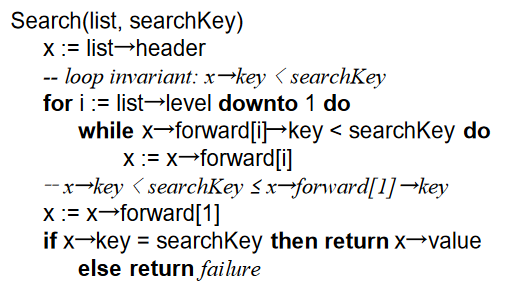 Search(list, searchKey)
x := list→header
-- loop invariant: x→key < searchKey
for i := list→level downto 1 do
while x→forward[i]→key < searchKey do
x := x→forward[i]
-- x→key < searchKey ≤ x→forward[1]→key
x := x→forward[1]
if x→key = searchKey then return x→value
else return failure